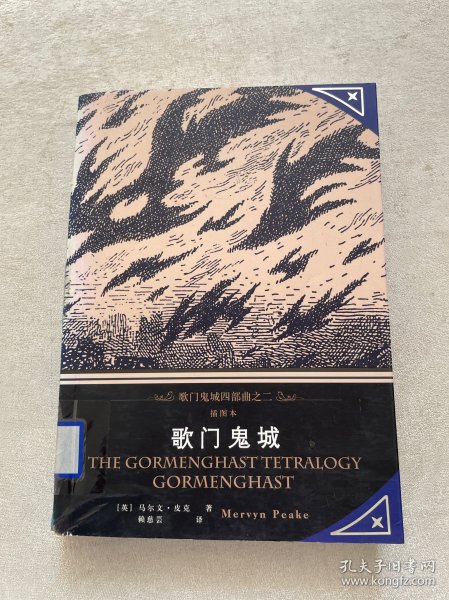 歌门鬼城四部曲之二
插图本
歌门鬼城
THE GORMENGHAST TETRALOGY
GORMENGHAST
[英] 马尔文·皮克 著
赖慈芸 译
Mervyn Peake
孔夫子旧书网
www.kongfz.com